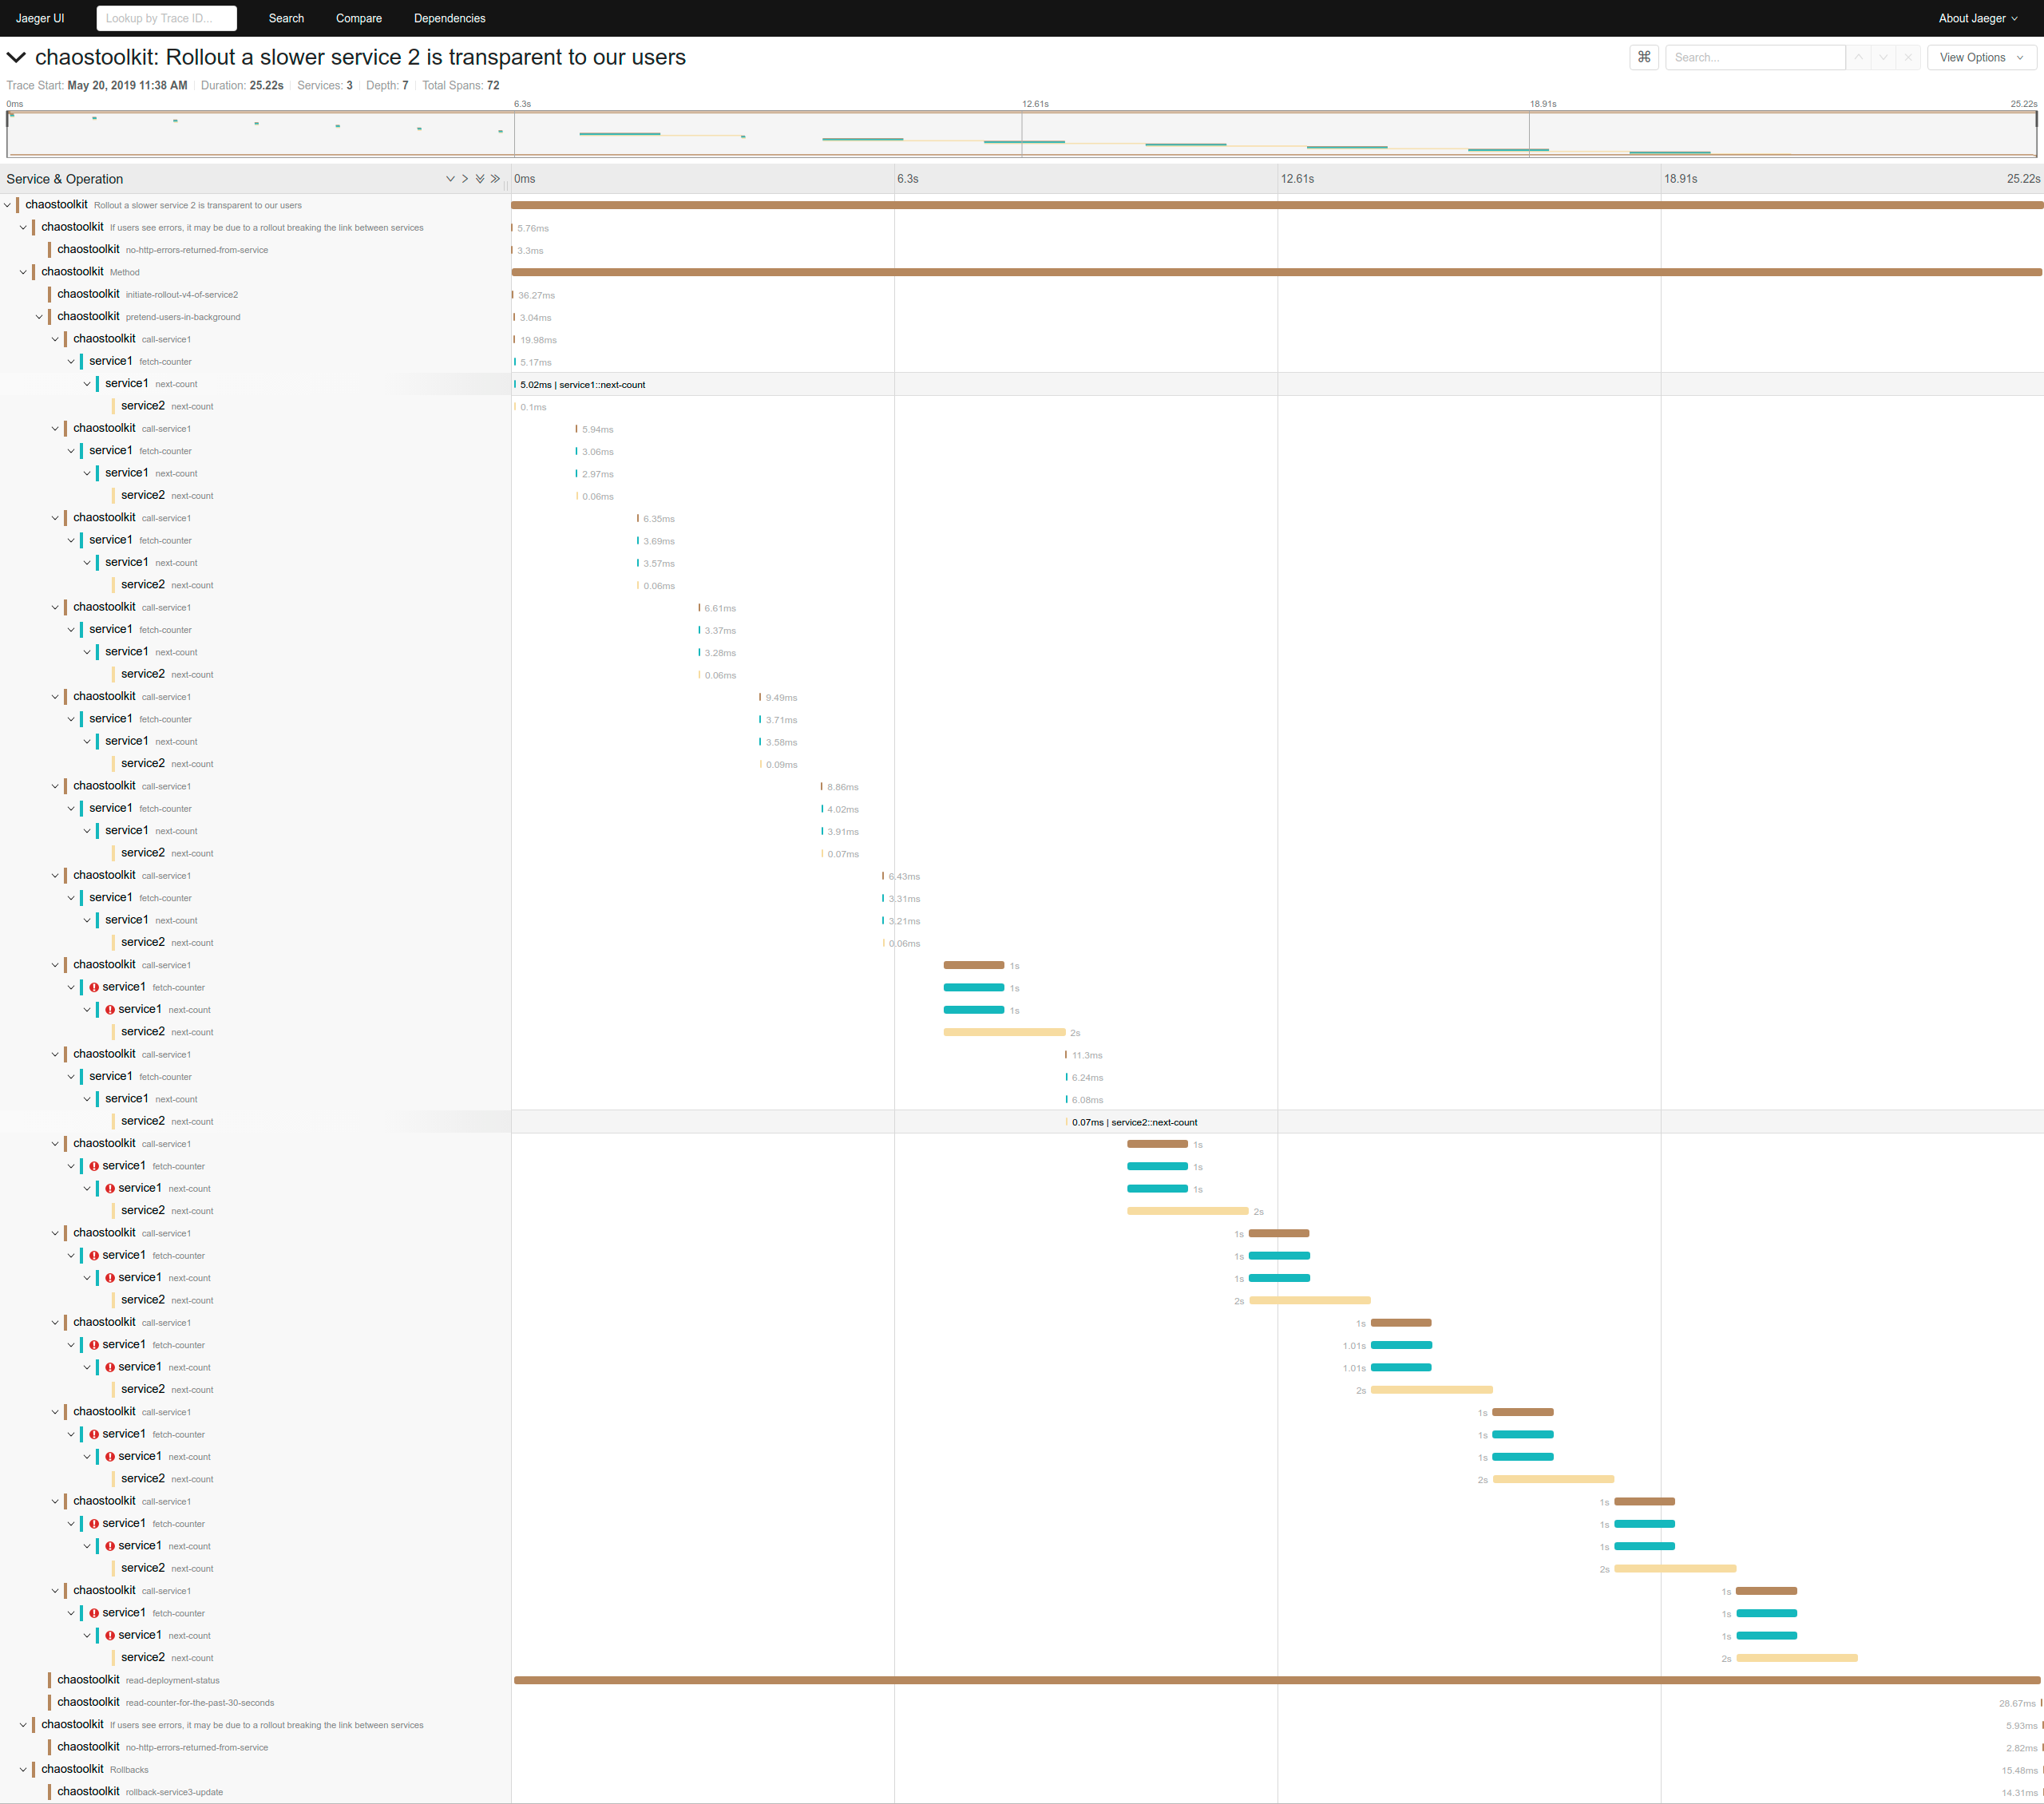 Jaeger UI Lookup by Trace ID... Search Compare Dependencies About Jaeger
chaostoolkit: Rollout a slower service 2 is transparent to our users ⌘ Search... View Options
Trace Start: May 20, 2019 11:38 AM Duration: 25.22s Services: 3 Depth: 7 Total Spans: 72
0ms 6.3s 12.61s 18.91s 25.22s
Service & Operation 0ms 6.3s 12.61s 18.91s 25.22s
chaostoolkit Rollout a slower service 2 is transparent to our users
chaostoolkit If users see errors, it may be due to a rollout breaking the link between services 5.76ms
chaostoolkit no-http-errors-returned-from-service 3.3ms
chaostoolkit Method
chaostoolkit initiate-rollout-v4-of-service2 36.27ms
chaostoolkit pretend-users-in-background 3.04ms
chaostoolkit call-service1 19.98ms
service1 fetch-counter 5.17ms
service1 next-count 5.02ms | service1::next-count
service2 next-count 0.1ms
chaostoolkit call-service1 5.94ms
service1 fetch-counter 3.06ms
service1 next-count 2.97ms
service2 next-count 0.06ms
chaostoolkit call-service1 6.35ms
service1 fetch-counter 3.69ms
service1 next-count 3.57ms
service2 next-count 0.06ms
chaostoolkit call-service1 6.61ms
service1 fetch-counter 3.37ms
service1 next-count 3.28ms
service2 next-count 0.06ms
chaostoolkit call-service1 9.49ms
service1 fetch-counter 3.71ms
service1 next-count 3.58ms
service2 next-count 0.09ms
chaostoolkit call-service1 8.86ms
service1 fetch-counter 4.02ms
service1 next-count 3.91ms
service2 next-count 0.07ms
chaostoolkit call-service1 6.43ms
service1 fetch-counter 3.31ms
service1 next-count 3.21ms
service2 next-count 0.06ms
chaostoolkit call-service1 1s
service1 fetch-counter 1s
service1 next-count 1s
service2 next-count 2s
chaostoolkit call-service1 11.3ms
service1 fetch-counter 6.24ms
service1 next-count 6.08ms
service2 next-count 0.07ms | service2::next-count
chaostoolkit call-service1 1s
service1 fetch-counter 1s
service1 next-count 1s
service2 next-count 2s
chaostoolkit call-service1 1s
service1 fetch-counter 1s
service1 next-count 1s
service2 next-count 2s
chaostoolkit call-service1 1s
service1 fetch-counter 1.01s
service1 next-count 1.01s
service2 next-count 2s
chaostoolkit call-service1 1s
service1 fetch-counter 1s
service1 next-count 1s
service2 next-count 2s
chaostoolkit call-service1 1s
service1 fetch-counter 1s
service1 next-count 1s
service2 next-count 2s
chaostoolkit call-service1 1s
service1 fetch-counter 1s
service1 next-count 1s
service2 next-count 2s
chaostoolkit read-deployment-status
chaostoolkit read-counter-for-the-past-30-seconds 28.67ms
chaostoolkit If users see errors, it may be due to a rollout breaking the link between services 5.93ms
chaostoolkit no-http-errors-returned-from-service 2.82ms
chaostoolkit Rollbacks 15.48ms
chaostoolkit rollback-service3-update 14.31ms